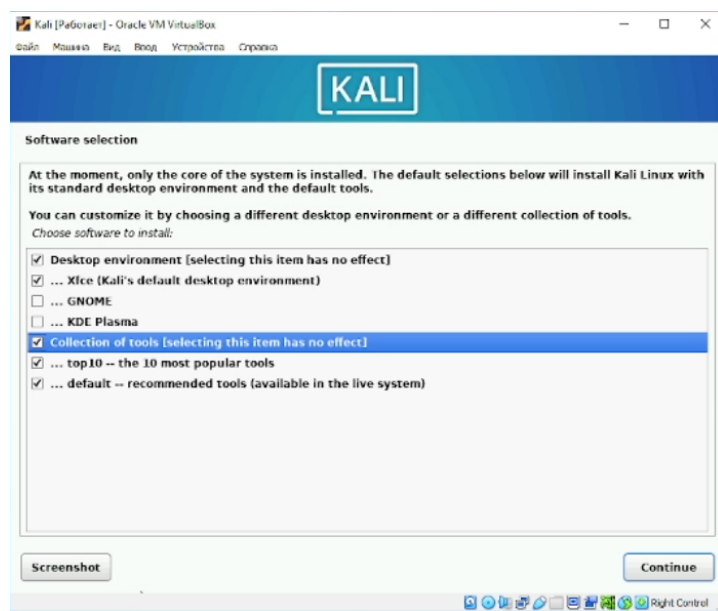 Kali [Работает] - Oracle VM VirtualBox
Файл Машина Вид Ввод Устройства Справка
KALI
Software selection
At the moment, only the core of the system is installed. The default selections below will install Kali Linux with
its standard desktop environment and the default tools.
You can customize it by choosing a different desktop environment or a different collection of tools.
Choose software to install:
Desktop environment [selecting this item has no effect]
... Xfce (Kali's default desktop environment)
... GNOME
... KDE Plasma
Collection of tools [selecting this item has no effect]
... top10 -- the 10 most popular tools
... default -- recommended tools (available in the live system)
Screenshot
Continue
Right Control